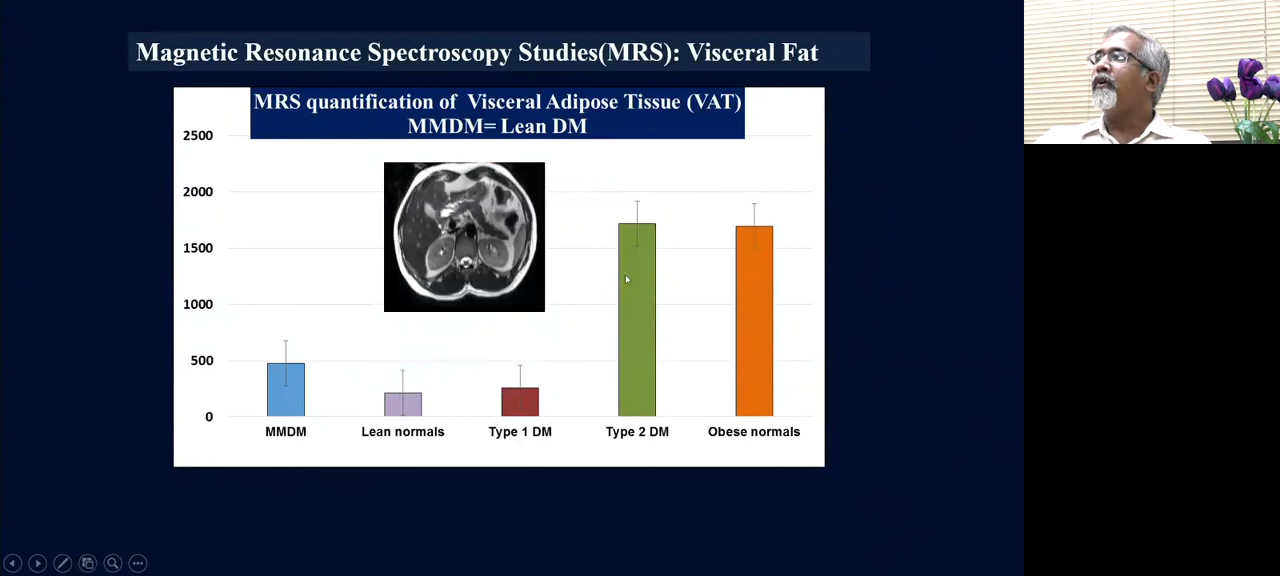 Magnetic Resonance Spectroscopy Studies(MRS): Visceral Fat
MRS quantification of Visceral Adipose Tissue (VAT)
MMDM= Lean DM
2500
2000
1500
1000
500
0
MMDM Lean normals Type 1 DM Type 2 DM Obese normals